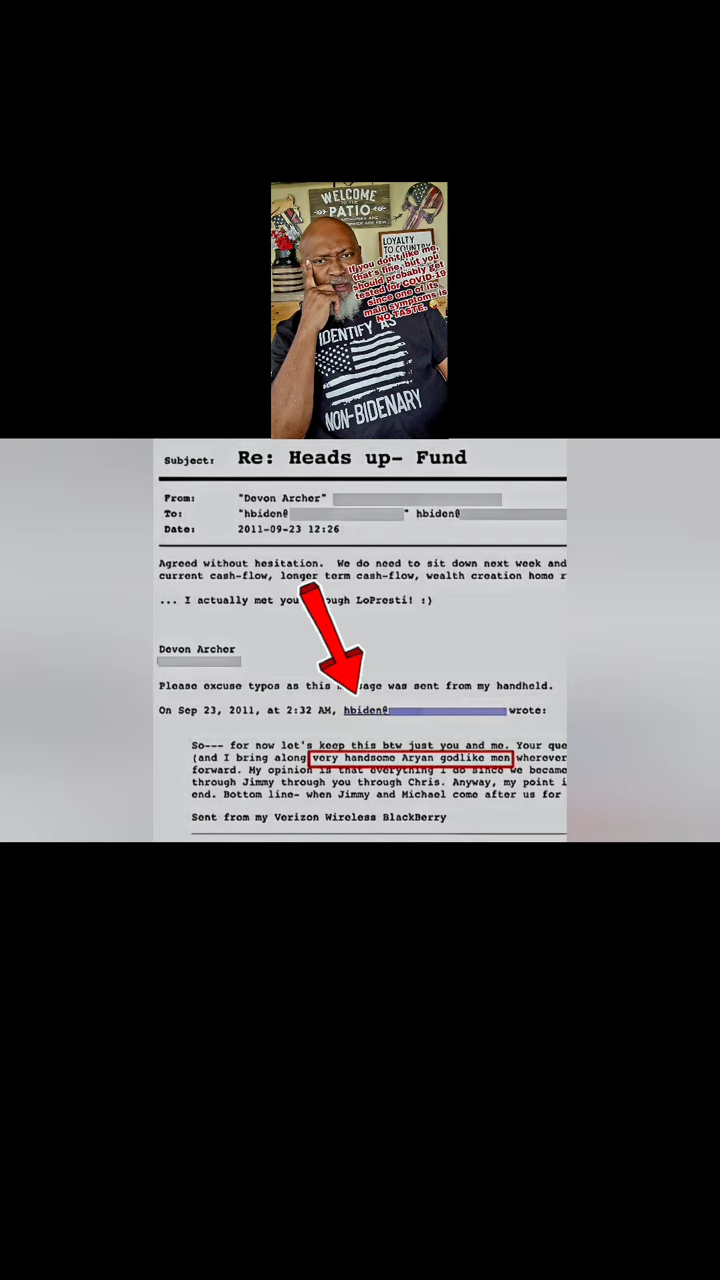 WELCOME
TO THE
PATIO
LOYALTY
TO COUNTRY
If you don't like me,
that's fine, but you
should probably get
tested for COVID-19
since one of its
main symptoms is
NO TASTE.
IDENTIFY AS
NON-BIDENARY
Subject: Re: Heads up- Fund
From: "Devon Archer"
To: "hbiden@ " hbiden@
Date: 2011-09-23 12:26
Agreed without hesitation. We do need to sit down next week and
current cash-flow, longer term cash-flow, wealth creation home r
... I actually met you ough LoPresti! :)
Devon Archer
Please excuse typos as this age was sent from my handheld.
On Sep 23, 2011, at 2:32 AM, hbiden@ wrote:
So--- for now let's keep this btw just you and me. Your que
(and I bring along very handsome Aryan godlike men wherever
forward. My opinion is that everything I do since we became
through Jimmy through you through Chris. Anyway, my point i
end. Bottom line- when Jimmy and Michael come after us for
Sent from my Verizon Wireless BlackBerry